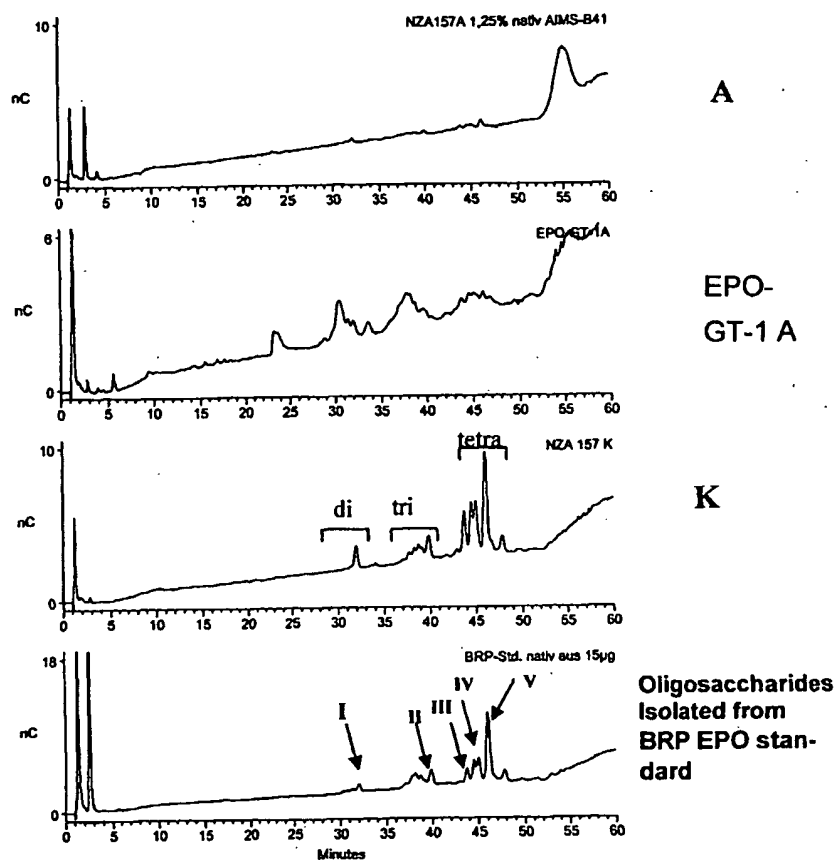 10
NZA157A 1,25% nativ AIMS-B41
nC
0
0 5 10 15 20 25 30 35 40 45 50 55 60
A
6
EPO-GT-1A
nC
0
0 5 10 15 20 25 30 35 40 45 50 55 60
EPO-
GT-1 A
10
tetra
NZA 157 K
di
tri
nC
0
0 5 10 15 20 25 30 35 40 45 50 55 60
K
18
BRP-Std. nativ aus 15µg
I
II
III
IV
V
nC
0
0 5 10 15 20 25 30 35 40 45 50 55 60
Minutes
Oligosaccharides
Isolated from
BRP EPO stan-
dard